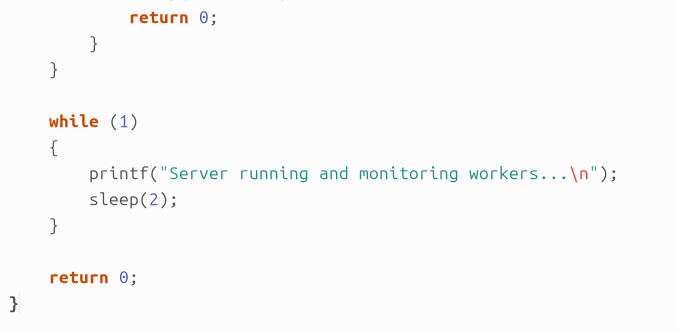 return 0;
        }
    }

    while (1)
    {
        printf("Server running and monitoring workers...\n");
        sleep(2);
    }

    return 0;
}